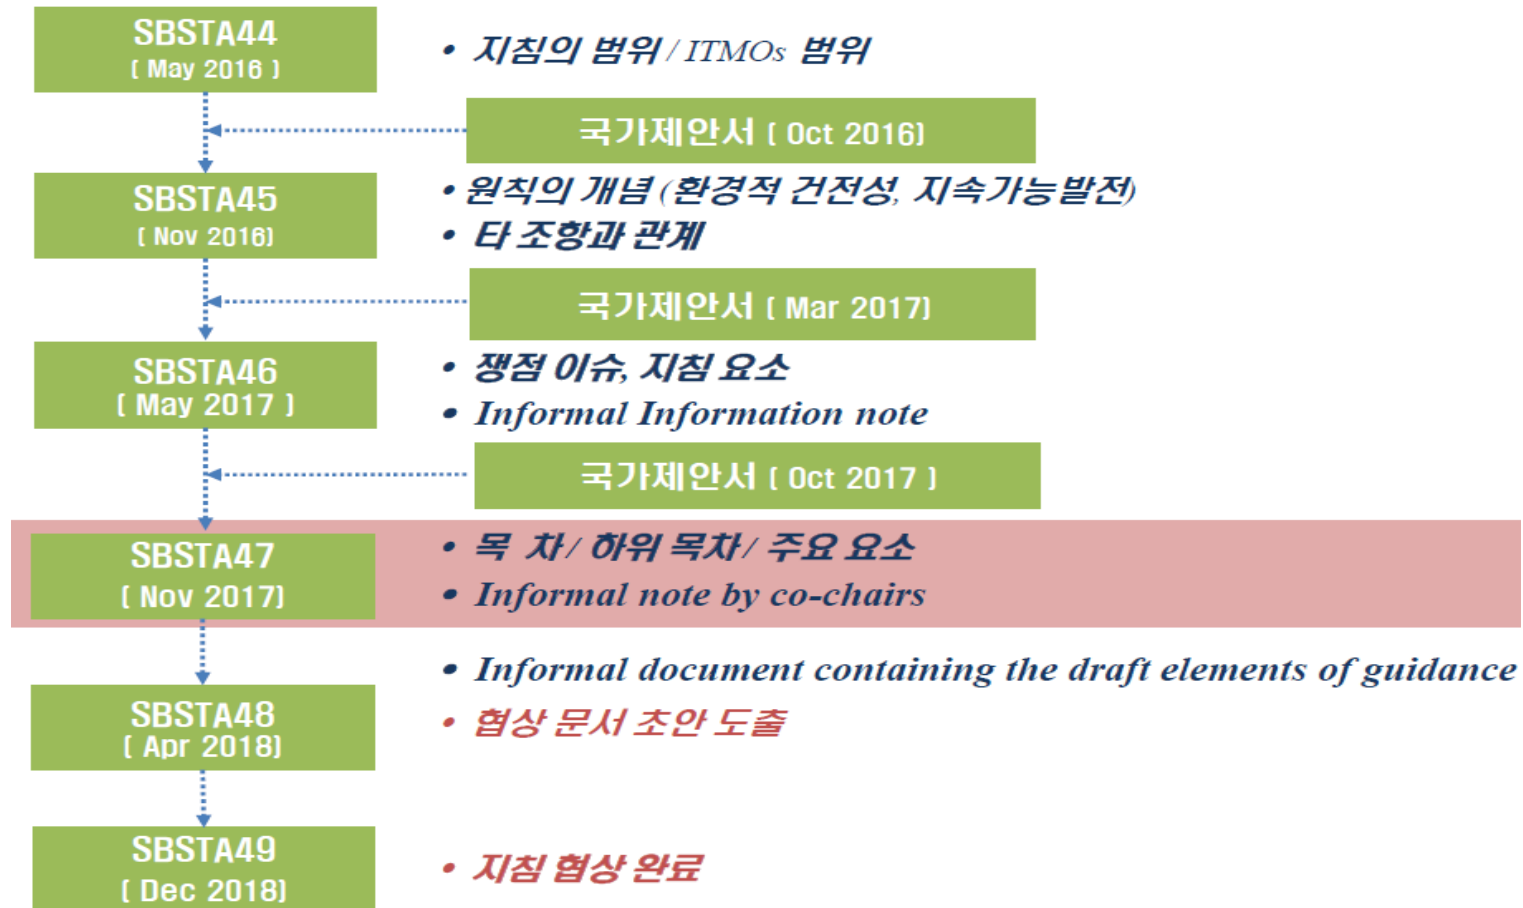 SBSTA44
( May 2016 )
• 지침의 범위 / ITMOs 범위
국가제안서 ( Oct 2016)
SBSTA45
( Nov 2016)
• 원칙의 개념 (환경적 건전성, 지속가능발전)
• 타 조항과 관계
국가제안서 ( Mar 2017)
SBSTA46
( May 2017 )
• 쟁점 이슈, 지침 요소
• Informal Information note
국가제안서 ( Oct 2017 )
SBSTA47
( Nov 2017)
• 목 차 / 하위 목차 / 주요 요소
• Informal note by co-chairs
• Informal document containing the draft elements of guidance
SBSTA48
( Apr 2018)
• 협상 문서 초안 도출
SBSTA49
( Dec 2018)
• 지침 협상 완료